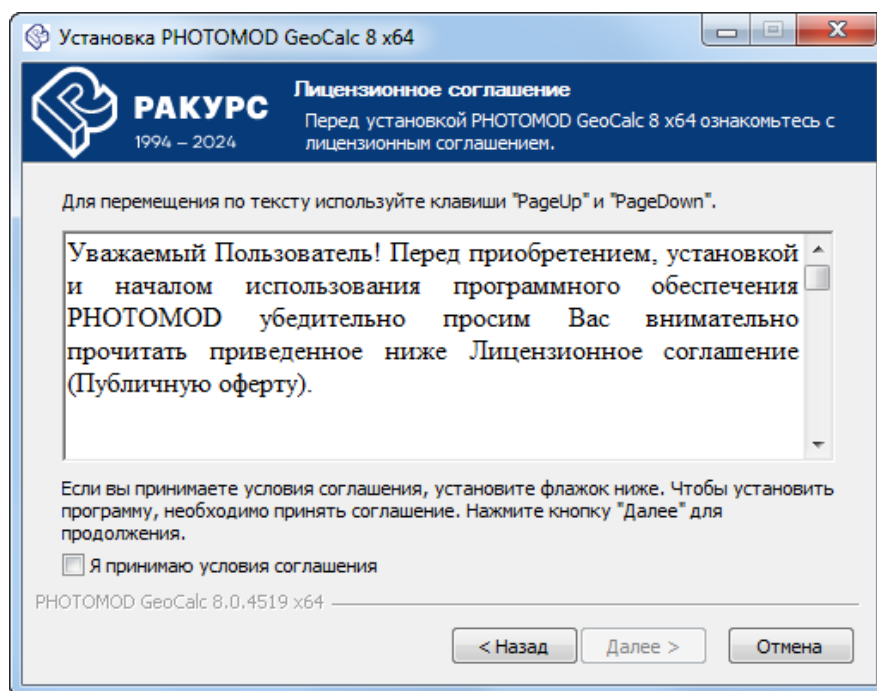 Установка PHOTOMOD GeoCalc 8 x64
РАКУРС
1994 – 2024
Лицензионное соглашение
Перед установкой PHOTOMOD GeoCalc 8 x64 ознакомьтесь с
лицензионным соглашением.
Для перемещения по тексту используйте клавиши "PageUp" и "PageDown".
Уважаемый Пользователь! Перед приобретением, установкой
и началом использования программного обеспечения
PHOTOMOD убедительно просим Вас внимательно
прочитать приведенное ниже Лицензионное соглашение
(Публичную оферту).
Если вы принимаете условия соглашения, установите флажок ниже. Чтобы установить
программу, необходимо принять соглашение. Нажмите кнопку "Далее" для
продолжения.
Я принимаю условия соглашения
PHOTOMOD GeoCalc 8.0.4519 x64
< Назад
Далее >
Отмена